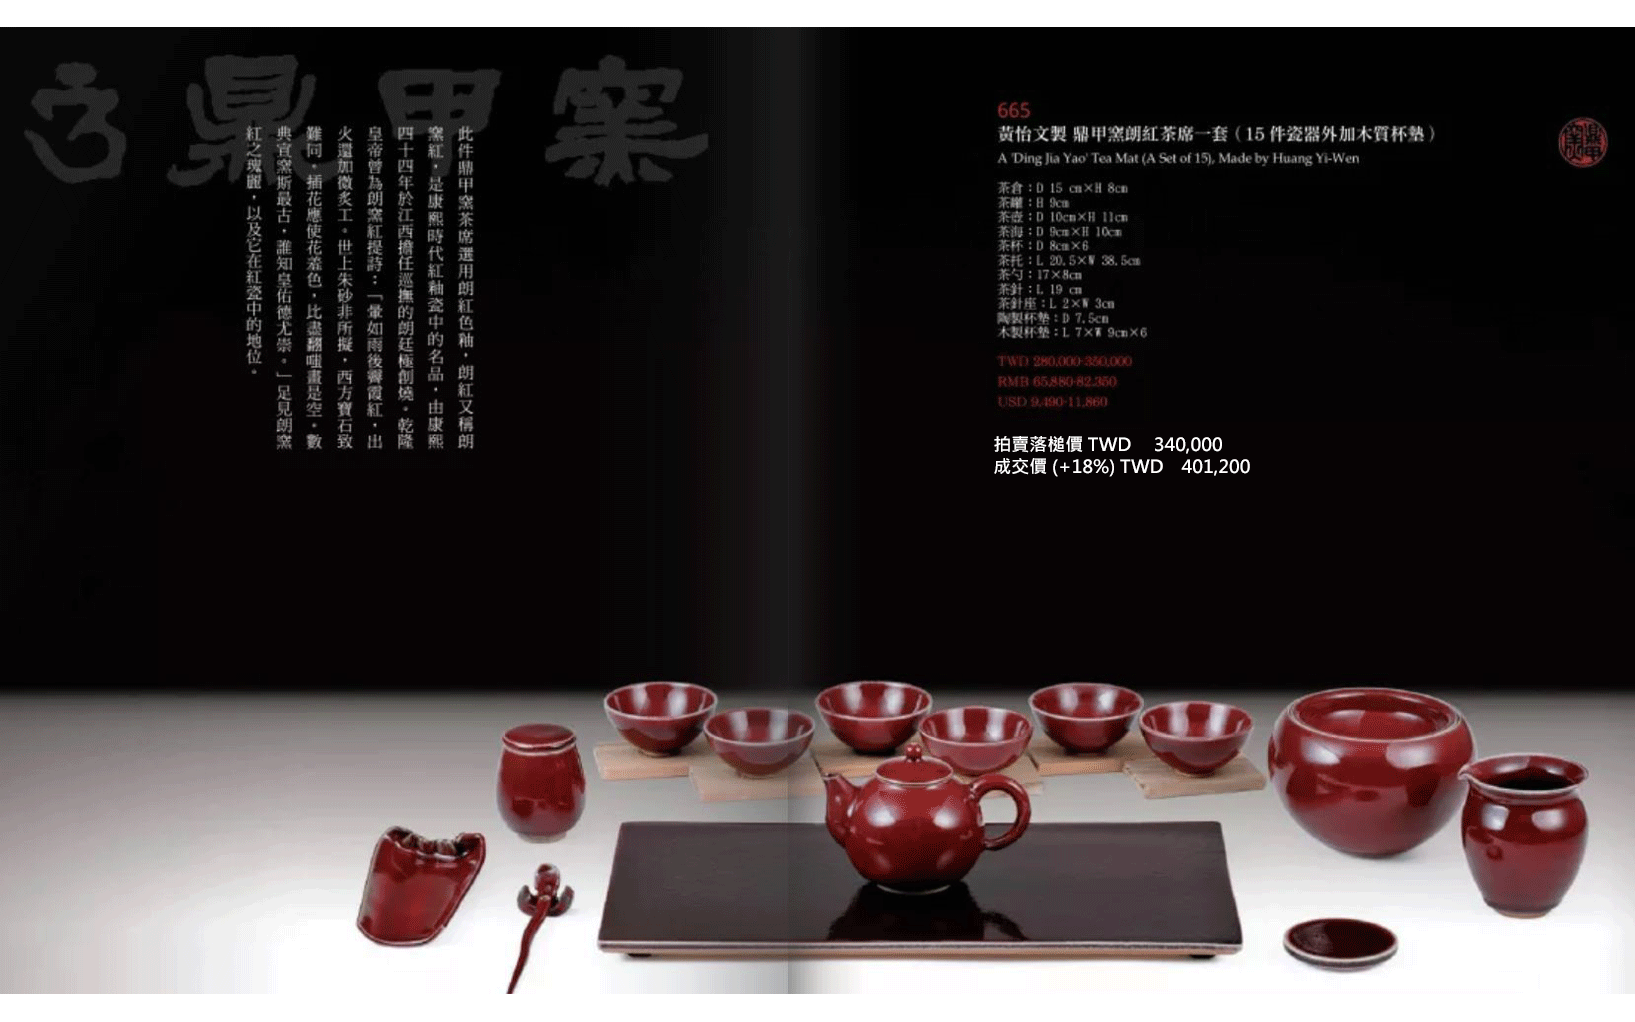 鼎甲窯
此件鼎甲窯茶席選用朗紅色釉，朗紅又稱朗
窯紅，是康熙時代紅釉瓷中的名品，由康熙
四十四年於江西擔任巡撫的朗廷極創燒。乾隆
皇帝曾為朗窯紅提詩：「暈如雨後霽霞紅，出
火還加微炙工。世上朱砂非所擬，西方寶石致
難同。插花應使花羞色，比盡翻嗤畫是空。數
典宜窯斯最古，誰知皇佑德尤崇。」足見朗窯
紅之瑰麗，以及它在紅瓷中的地位。
665
黃怡文製 鼎甲窯朗紅茶席一套（15 件瓷器外加木質杯墊）
A 'Ding Jia Yao' Tea Mat (A Set of 15), Made by Huang Yi-Wen
茶倉：D 15 cm×H 8cm
茶罐：H 9cm
茶壺：D 10cm×H 11cm
茶海：D 9cm×H 10cm
茶杯：D 8cm×6
茶托：L 20.5×W 38.5cm
茶勺：17×8cm
茶針：L 19 cm
茶針座：L 2×W 3cm
陶製杯墊：D 7.5cm
木製杯墊：L 7×W 9cm×6
TWD 280,000-350,000
RMB 65,880-82,350
USD 9,490-11,860
拍賣落槌價 TWD 340,000
成交價 (+18%) TWD 401,200